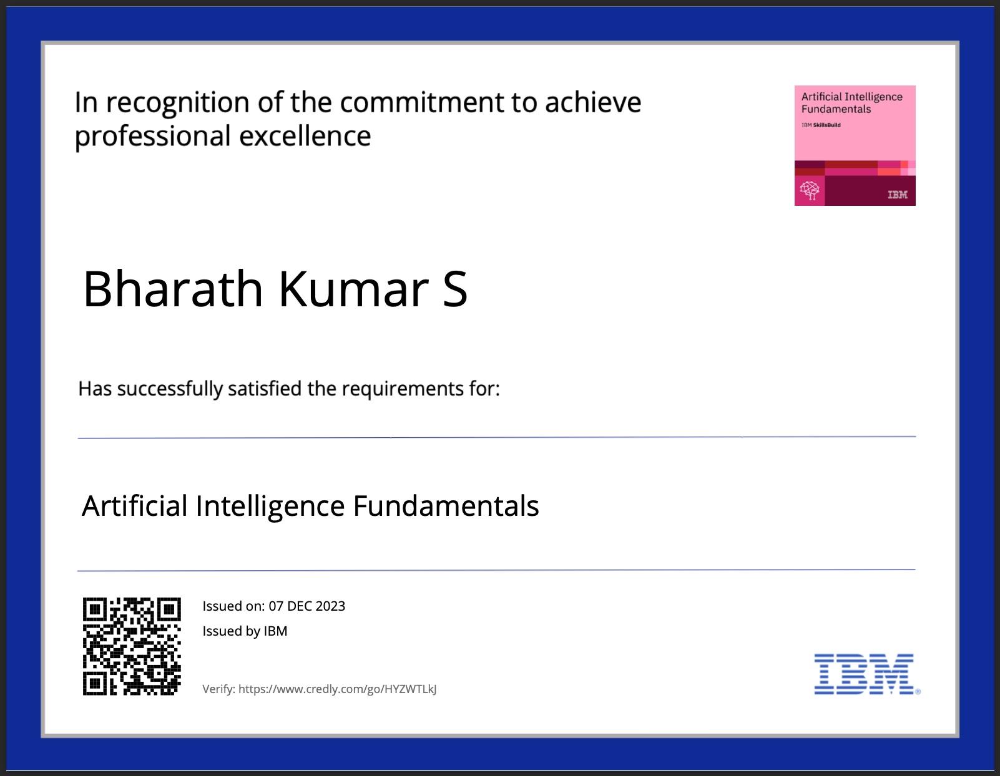 In recognition of the commitment to achieve
professional excellence
Artificial Intelligence
Fundamentals
IBM SkillsBuild
IBM
Bharath Kumar S
Has successfully satisfied the requirements for:
Artificial Intelligence Fundamentals
Issued on: 07 DEC 2023
Issued by IBM
Verify: https://www.credly.com/go/HYZWTLkJ
IBM®